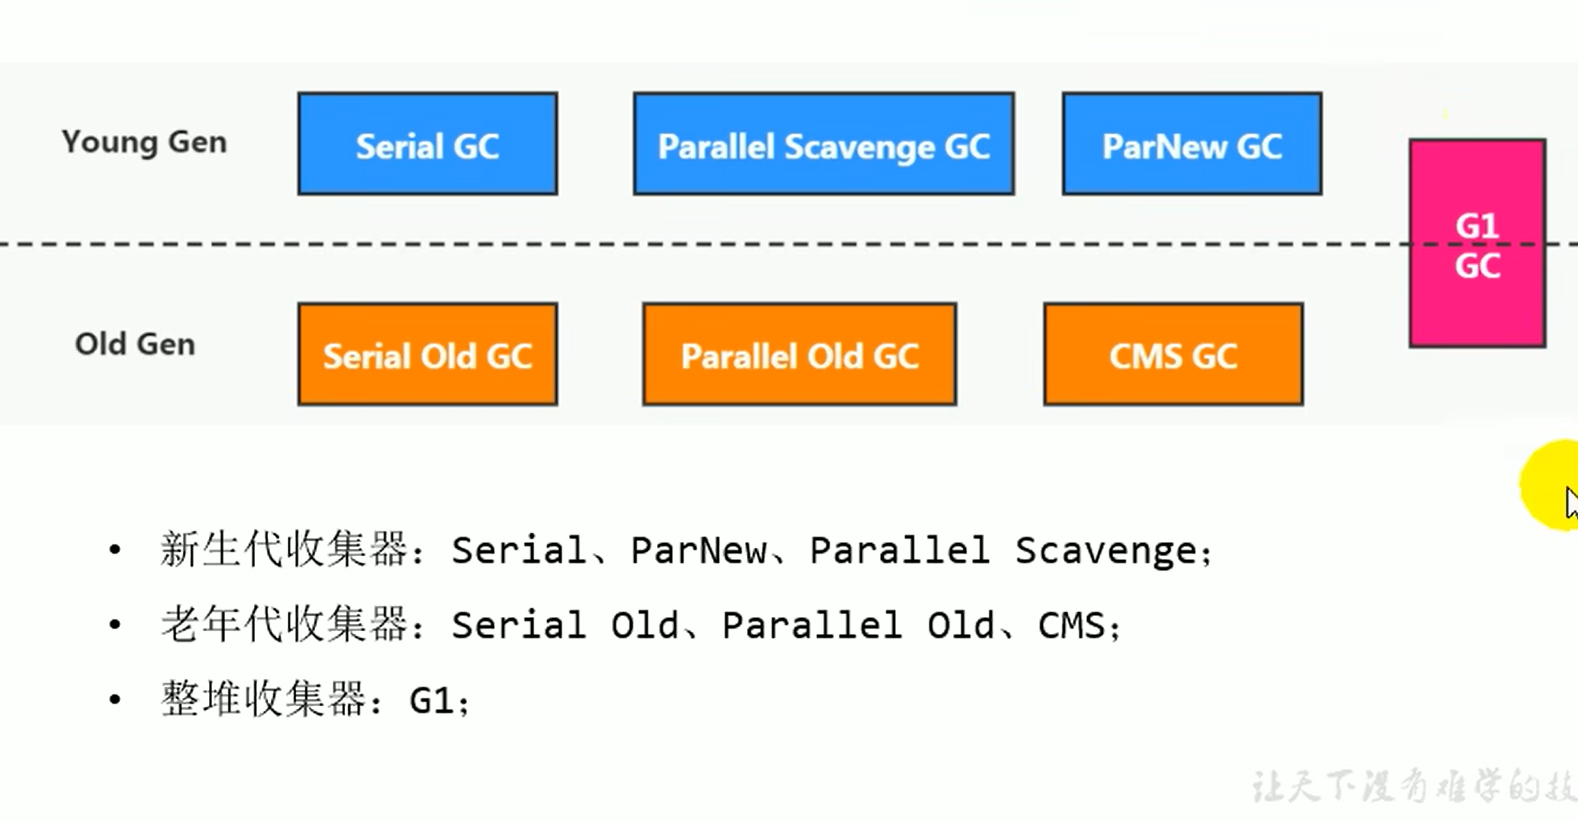 Young Gen
Serial GC
Parallel Scavenge GC
ParNew GC
G1
GC
Old Gen
Serial Old GC
Parallel Old GC
CMS GC
• 新生代收集器：Serial、ParNew、Parallel Scavenge；
• 老年代收集器：Serial Old、Parallel Old、CMS；
• 整堆收集器：G1；
让天下没有难学的技